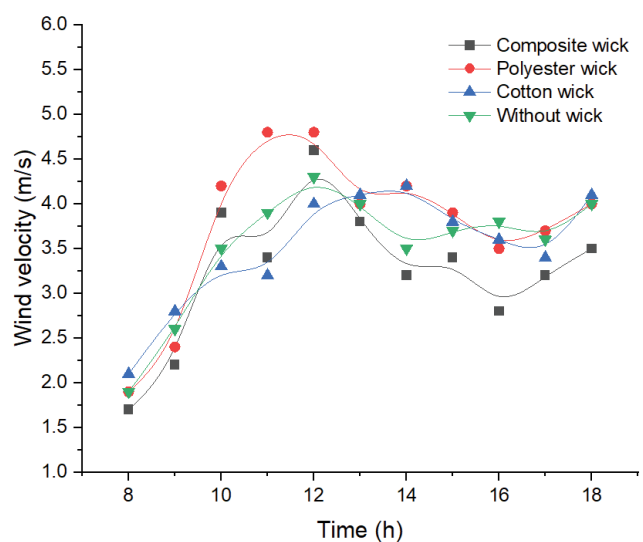 6.0
5.5
5.0
4.5
4.0
3.5
3.0
2.5
2.0
1.5
1.0
Wind velocity (m/s)
Composite wick
Polyester wick
Cotton wick
Without wick
8 10 12 14 16 18
Time (h)